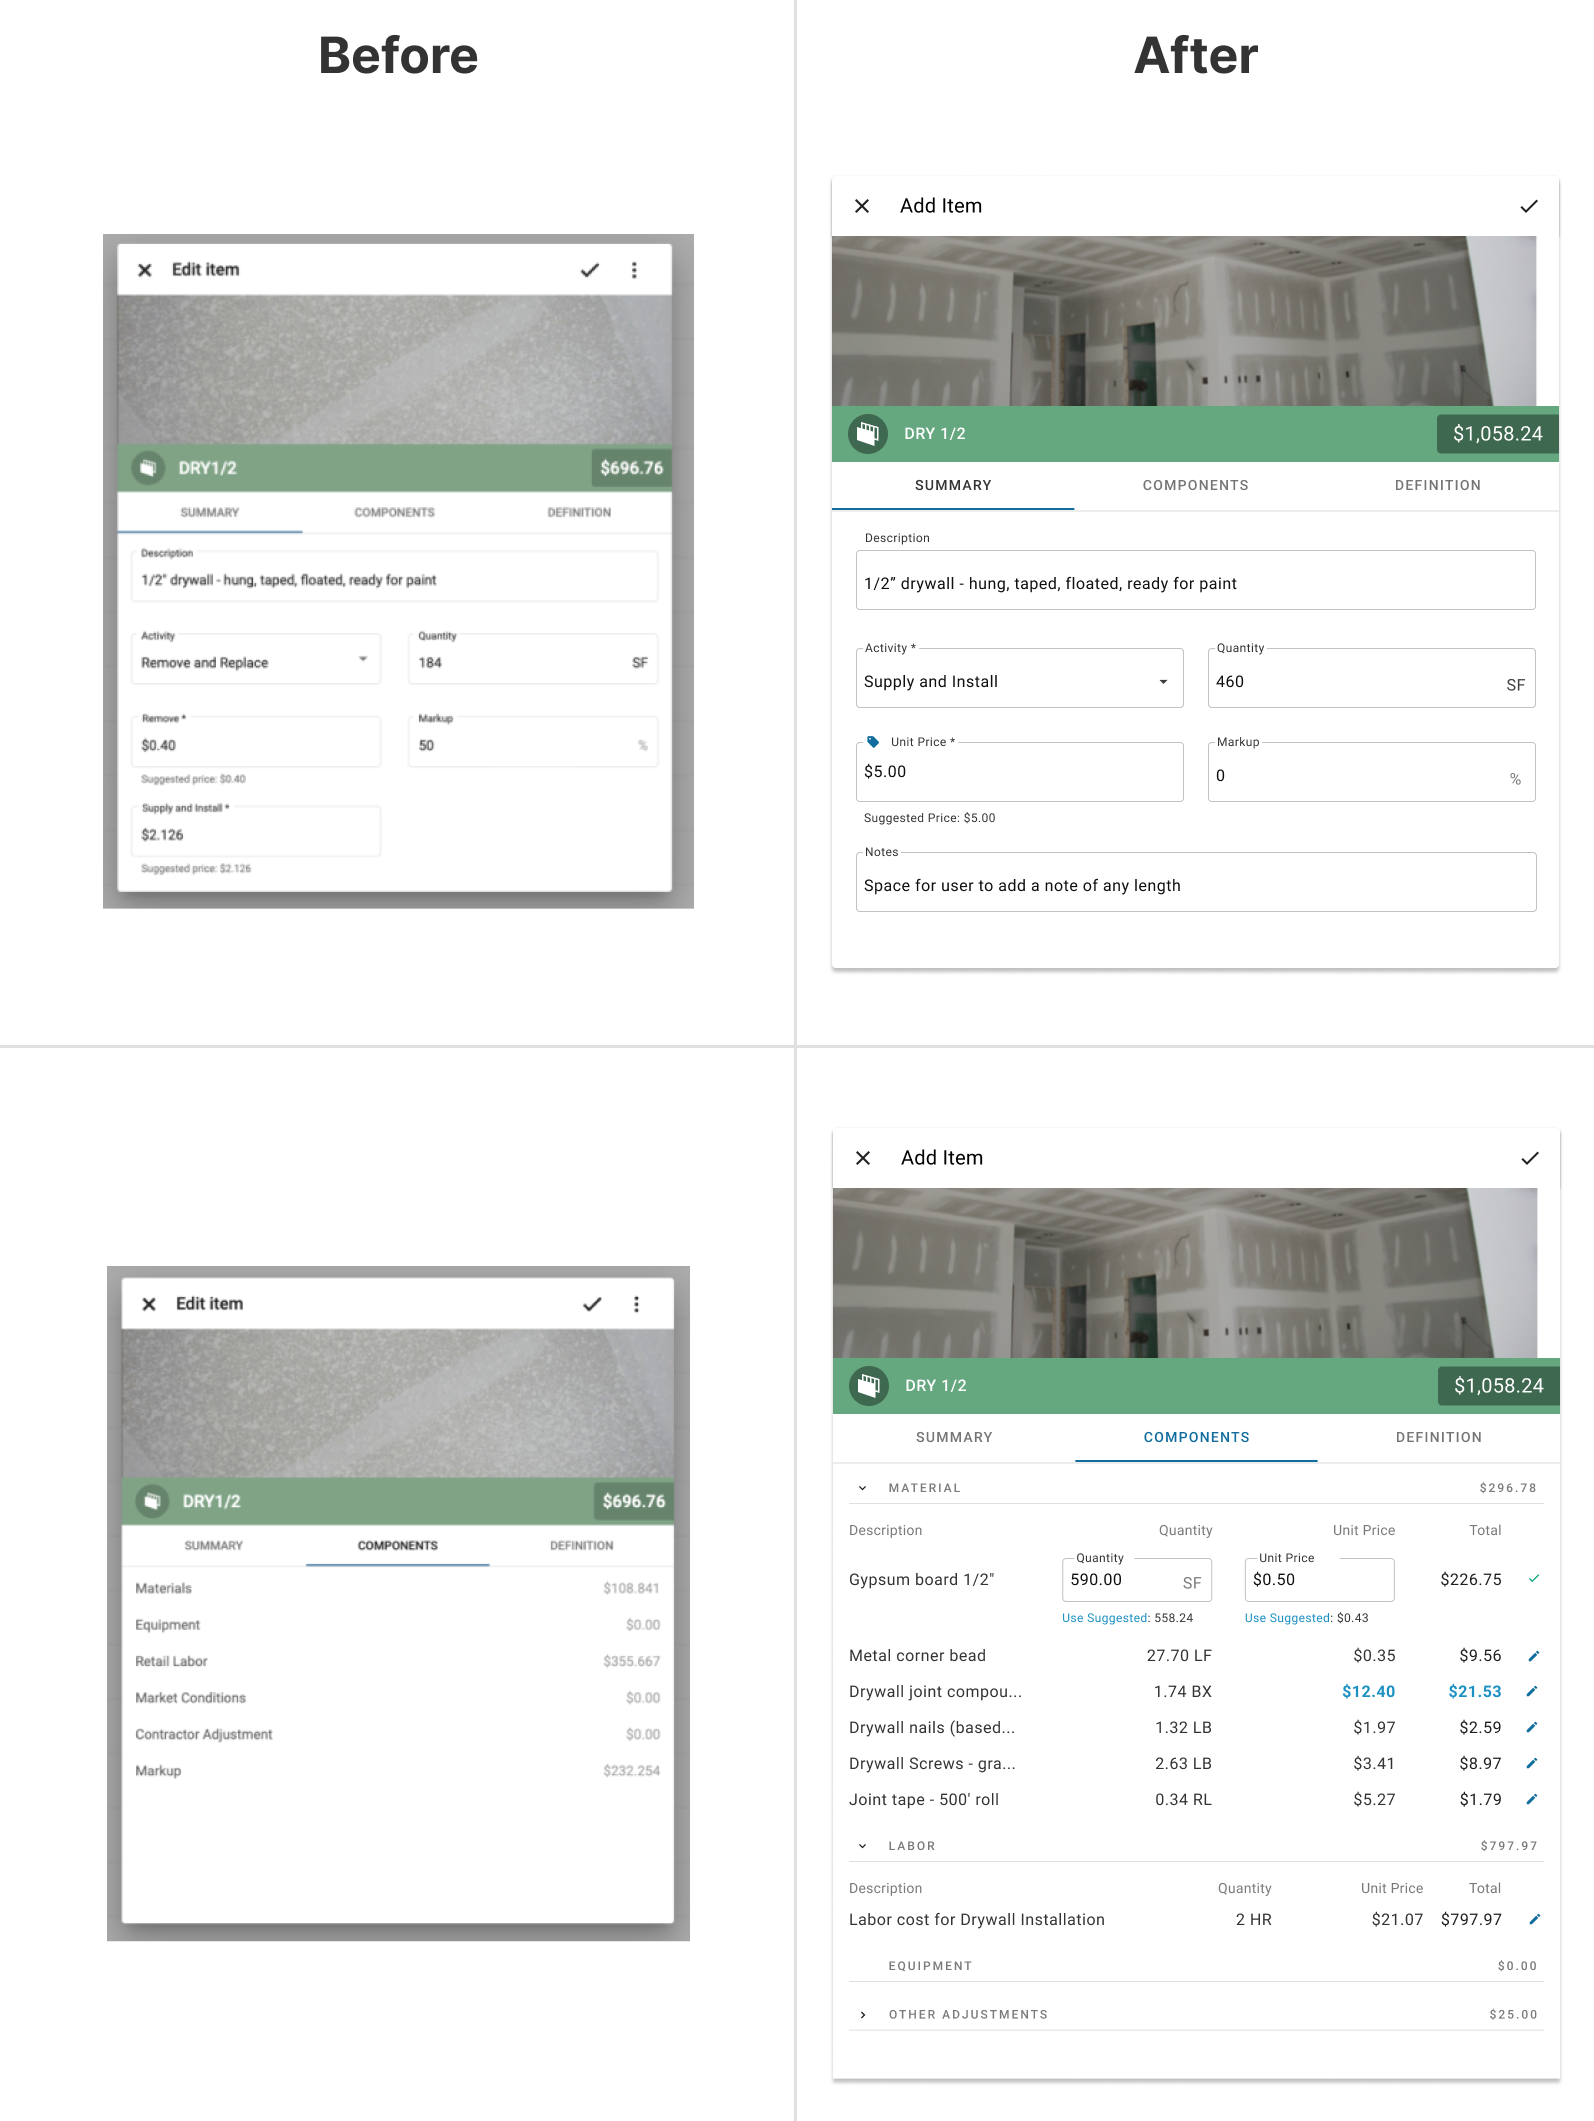 Before
After
Edit item
DRY1/2
$696.76
SUMMARY COMPONENTS DEFINITION
Description
1/2" drywall - hung, taped, floated, ready for paint
Activity Quantity
Remove and Replace 184 SF
Remove * Markup
$0.40 50 %
Suggested price: $0.40
Supply and Install *
$2.126
Suggested price: $2.126
Add Item
DRY 1/2 $1,058.24
SUMMARY COMPONENTS DEFINITION
Description
1/2” drywall - hung, taped, floated, ready for paint
Activity * Quantity
Supply and Install 460 SF
Unit Price * Markup
$5.00 0 %
Suggested Price: $5.00
Notes
Space for user to add a note of any length
Edit item
DRY1/2 $696.76
SUMMARY COMPONENTS DEFINITION
Materials $108.841
Equipment $0.00
Retail Labor $355.667
Market Conditions $0.00
Contractor Adjustment $0.00
Markup $232.254
Add Item
DRY 1/2 $1,058.24
SUMMARY COMPONENTS DEFINITION
MATERIAL $296.78
Description Quantity Unit Price Total
Quantity Unit Price
Gypsum board 1/2" 590.00 SF $0.50 $226.75
Use Suggested: 558.24 Use Suggested: $0.43
Metal corner bead 27.70 LF $0.35 $9.56
Drywall joint compou... 1.74 BX $12.40 $21.53
Drywall nails (based... 1.32 LB $1.97 $2.59
Drywall Screws - gra... 2.63 LB $3.41 $8.97
Joint tape - 500' roll 0.34 RL $5.27 $1.79
LABOR $797.97
Description Quantity Unit Price Total
Labor cost for Drywall Installation 2 HR $21.07 $797.97
EQUIPMENT $0.00
OTHER ADJUSTMENTS $25.00